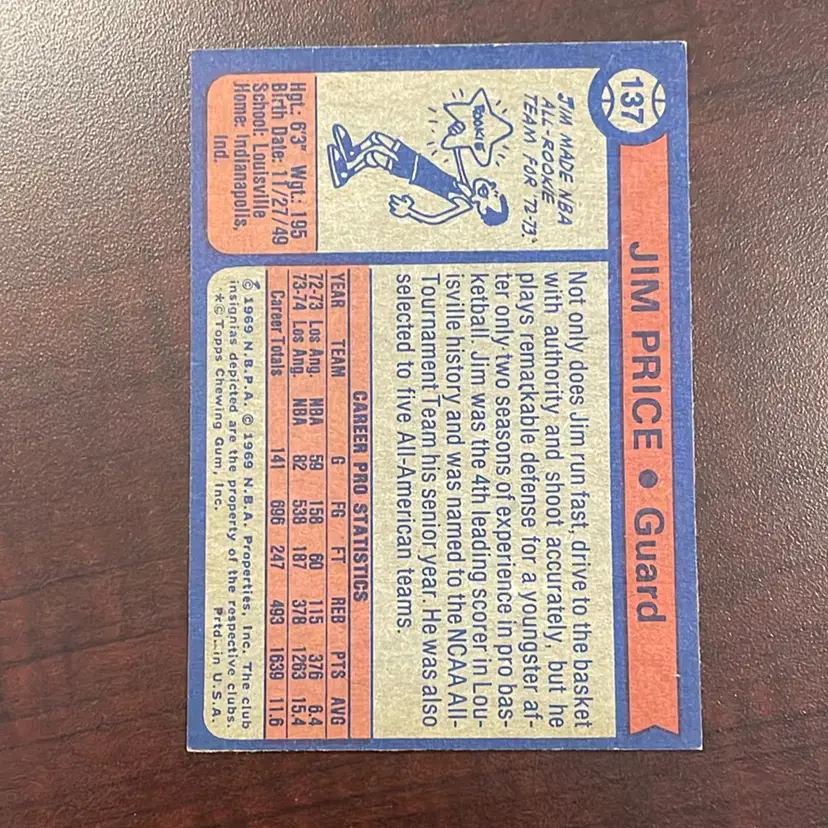 137
JIM PRICE • Guard
JIM MADE NBA
ALL-ROOKIE
TEAM FOR '72-73.
ROOKIE
Hgt.: 6'3" Wgt.: 195
Birth Date: 11/27/49
School: Louisville
Home: Indianapolis,
Ind.
Not only does Jim run fast, drive to the basket
with authority and shoot accurately, but he
plays remarkable defense for a youngster af-
ter only two seasons of experience in pro bas-
ketball. Jim was the 4th leading scorer in Lou-
isville history and was named to the NCAA All-
Tournament Team his senior year. He was also
selected to five All-American teams.
CAREER PRO STATISTICS
YEAR TEAM G FG FT REB PTS AVG
72-73 Los Ang. NBA 59 158 60 115 376 6.4
73-74 Los Ang. NBA 82 538 187 378 1263 15.4
Career Totals 141 696 247 493 1639 11.6
© 1969 N.B.P.A. © 1969 N.B.A. Properties, Inc. The club
insignias depicted are the property of the respective clubs.
*© Topps Chewing Gum, Inc. Prtd. in U.S.A.